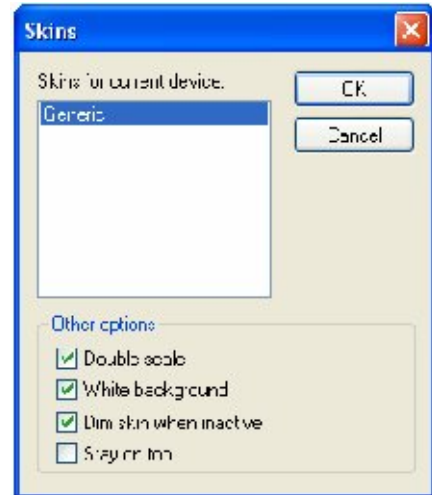 Skins
Skins for current device:
Generic
OK
Cancel
Other options
Double scale
White background
Dim skin when inactive
Stay on top